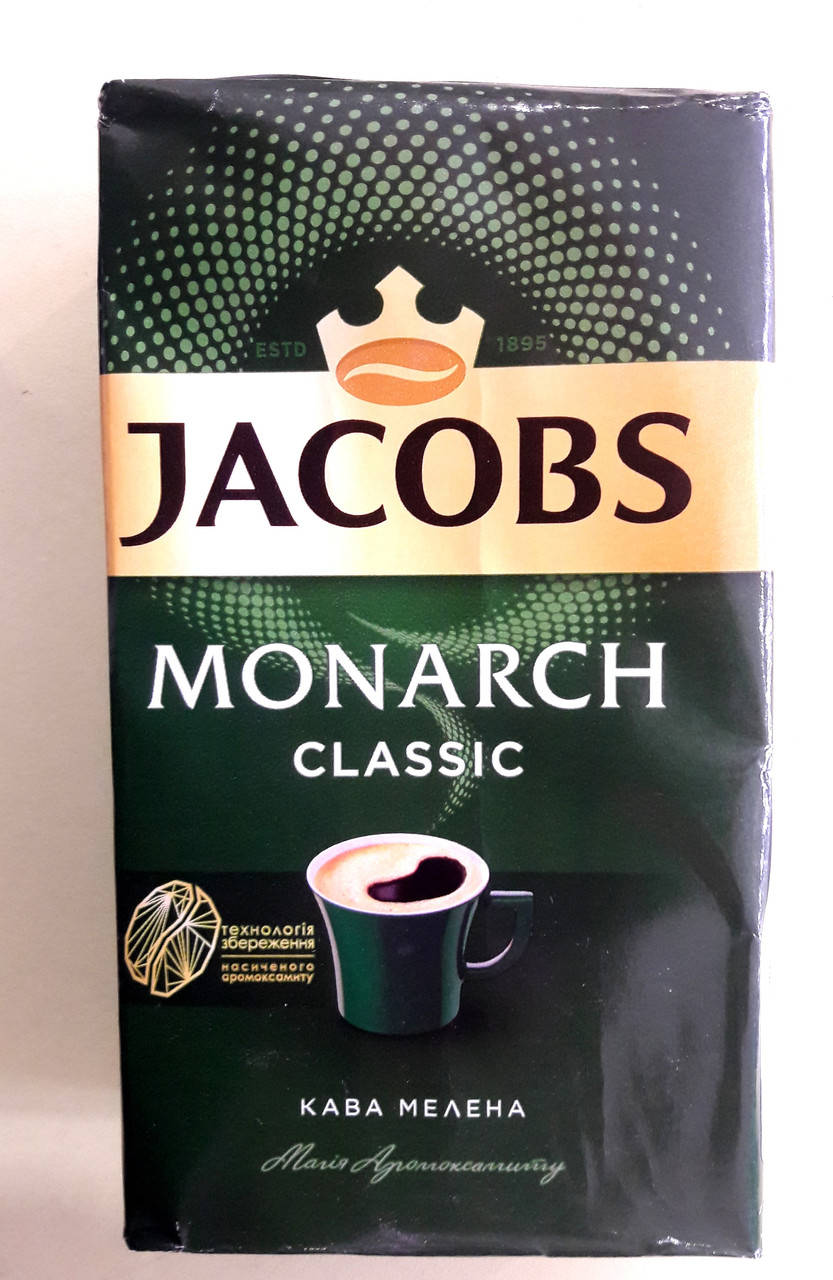 ESTD 1895
JACOBS
MONARCH
CLASSIC
технологія
збереження
насиченого
аромоксамиту
КАВА МЕЛЕНА
Магія Аромоксамиту